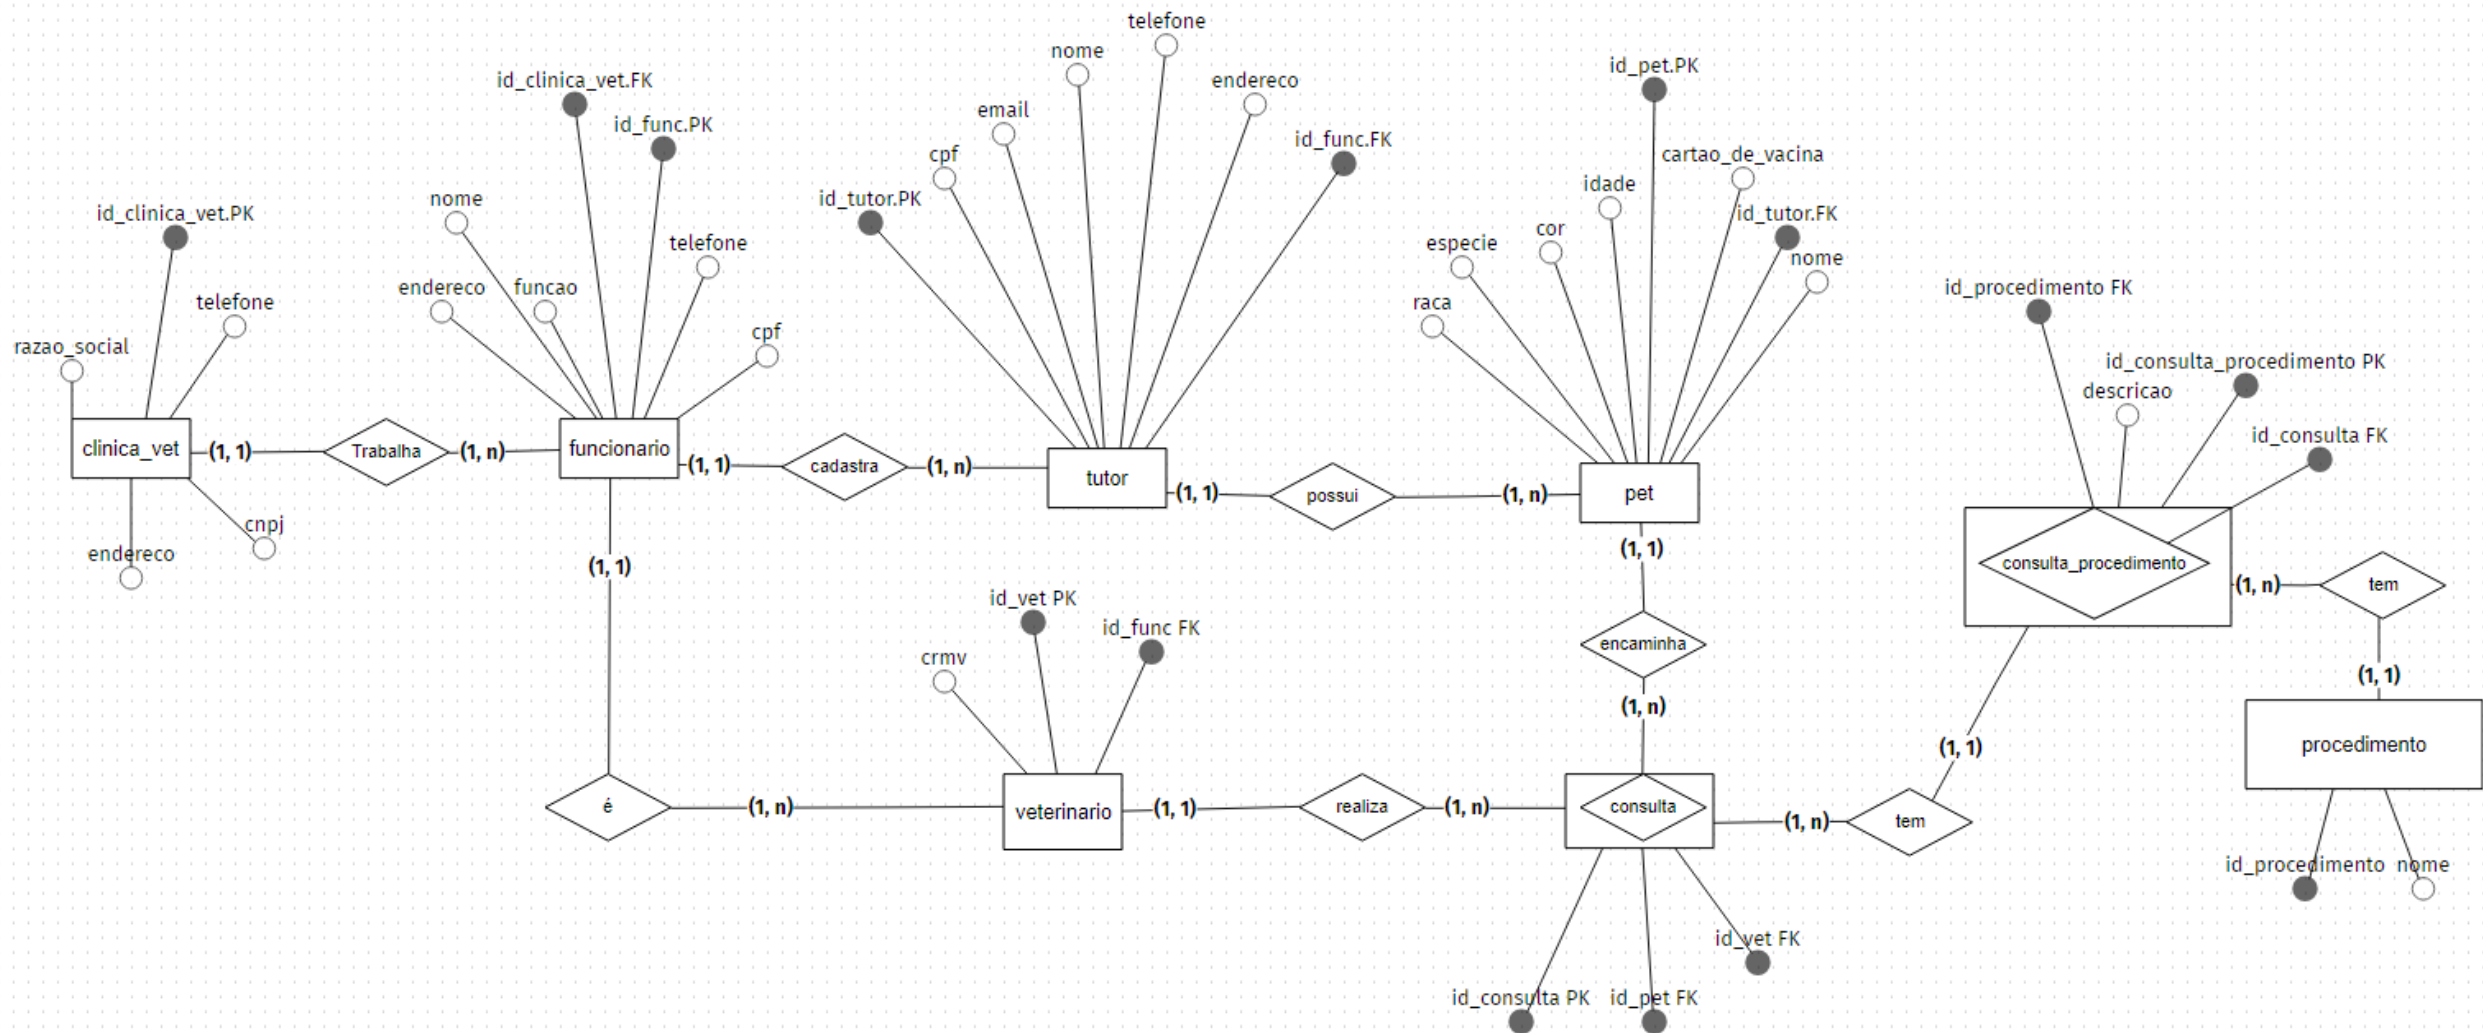 telefone
nome
endereco
id_clinica_vet.FK
id_pet.PK
email
id_func.PK
id_func.FK
cpf
cartao_de_vacina
idade
id_tutor.PK
nome
id_clinica_vet.PK
id_tutor.FK
cor
especie
telefone
nome
endereco
funcao
id_procedimento FK
telefone
raca
cpf
razao_social
id_consulta_procedimento PK
descricao
id_consulta FK
clinica_vet
(1, 1)
Trabalha
(1, n)
funcionario
(1, 1)
cadastra
(1, n)
tutor
(1, 1)
possui
(1, n)
pet
cnpj
endereco
(1, 1)
(1, 1)
consulta_procedimento
(1, n)
tem
id_vet PK
id_func FK
crmv
encaminha
(1, 1)
(1, n)
procedimento
(1, 1)
é
(1, n)
veterinario
(1, 1)
realiza
(1, n)
consulta
(1, n)
tem
id_procedimento
nome
id_vet FK
id_consulta PK
id_pet FK